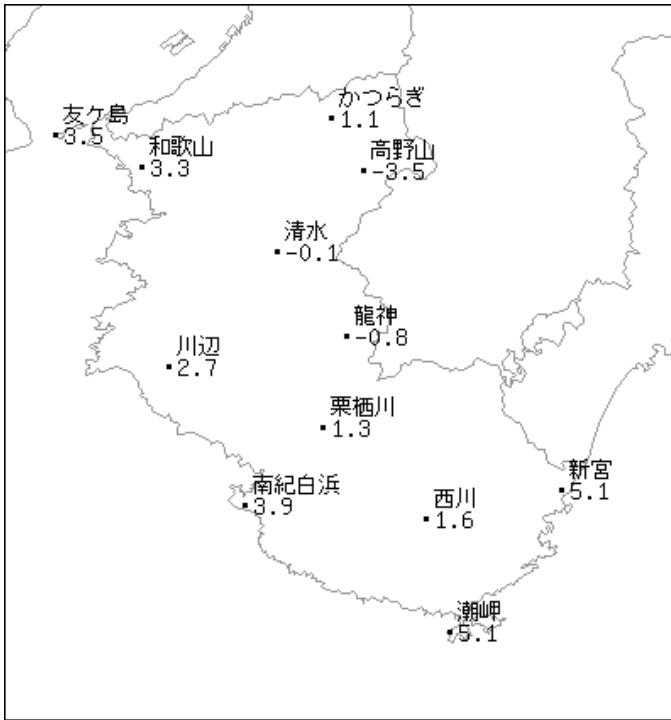 かつらぎ
1.1
友ケ島
3.5
和歌山
3.3
高野山
-3.5
清水
-0.1
龍神
-0.8
川辺
2.7
栗栖川
1.3
新宮
5.1
南紀白浜
3.9
西川
1.6
潮岬
5.1